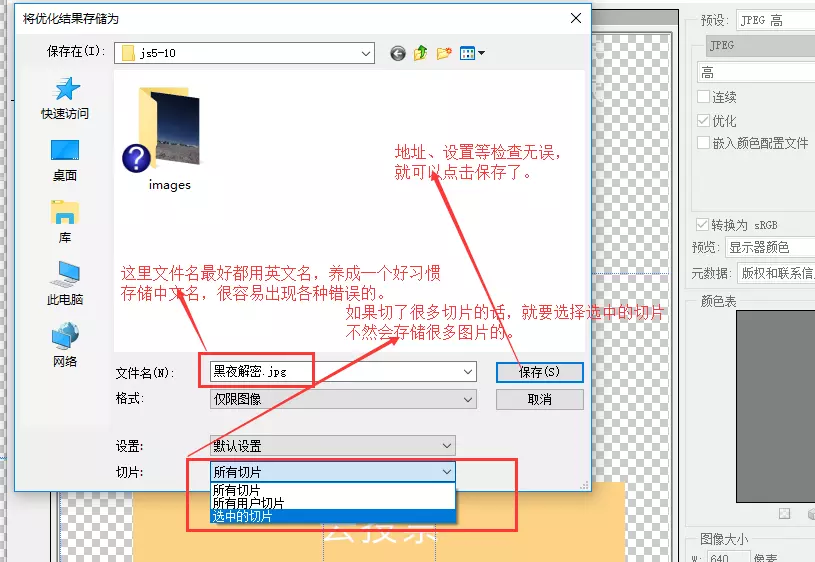 将优化结果存储为
保存在(I):
js5-10
快速访问
桌面
库
此电脑
网络
images
地址、设置等检查无误，
就可以点击保存了。
这里文件名最好都用英文名，养成一个好习惯
存储中文名，很容易出现各种错误的。
如果切了很多切片的话，就要选择选中的切片
不然会存储很多图片的。
文件名(N):
黑夜解密.jpg
保存(S)
格式:
仅限图像
取消
设置:
默认设置
切片:
所有切片
所有切片
所有用户切片
选中的切片
预设:
JPEG 高
JPEG
高
连续
优化
嵌入颜色配置文件
转换为 sRGB
预览:
显示器颜色
元数据:
版权和联系信
颜色表
图像大小
W:
640
像素